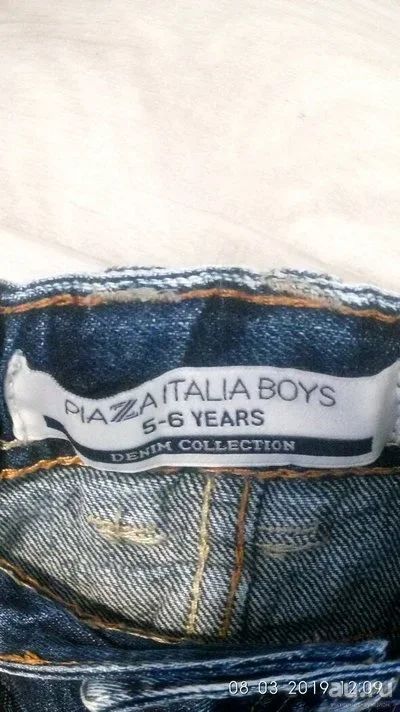 PIAZZA ITALIA BOYS
5-6 YEARS
DENIM COLLECTION
08-03 2019 12:09